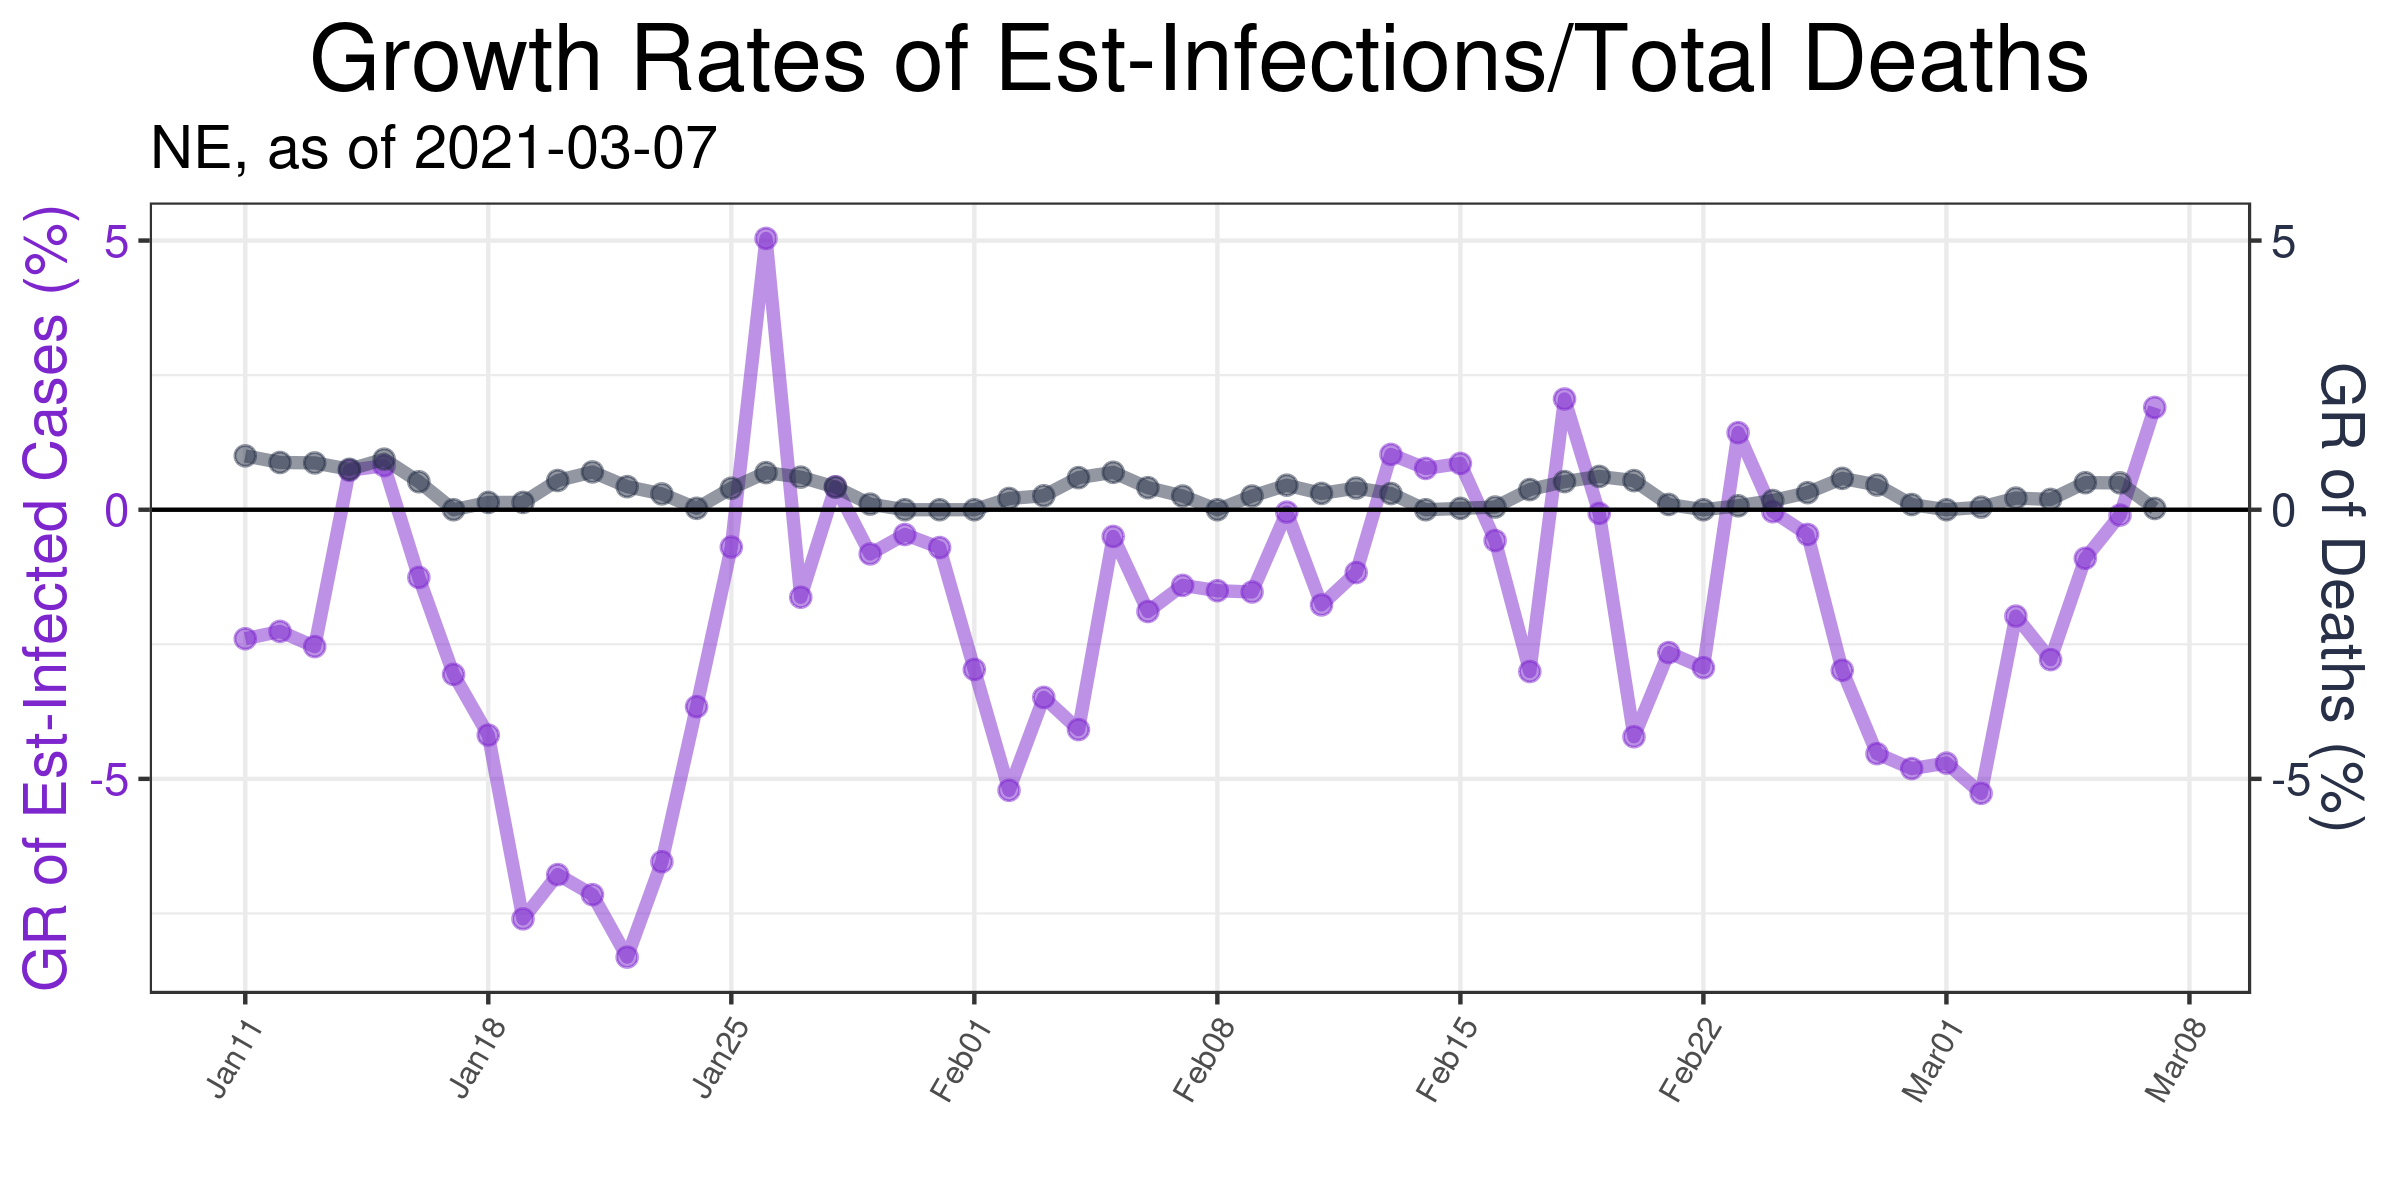 Growth Rates of Est-Infections/Total Deaths
NE, as of 2021-03-07
GR of Est-Infected Cases (%)
5
0
-5
5
0
-5
GR of Deaths (%)
Jan11
Jan18
Jan25
Feb01
Feb08
Feb15
Feb22
Mar01
Mar08